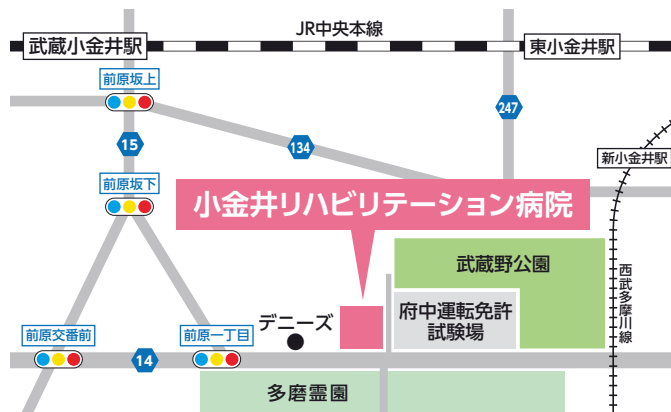 JR中央本線
武蔵小金井駅
東小金井駅
前原坂上
247
15
134
新小金井駅
前原坂下
小金井リハビリテーション病院
武蔵野公園
西武多摩川線
府中運転免許
試験場
デニーズ
前原交番前
前原一丁目
14
多磨霊園